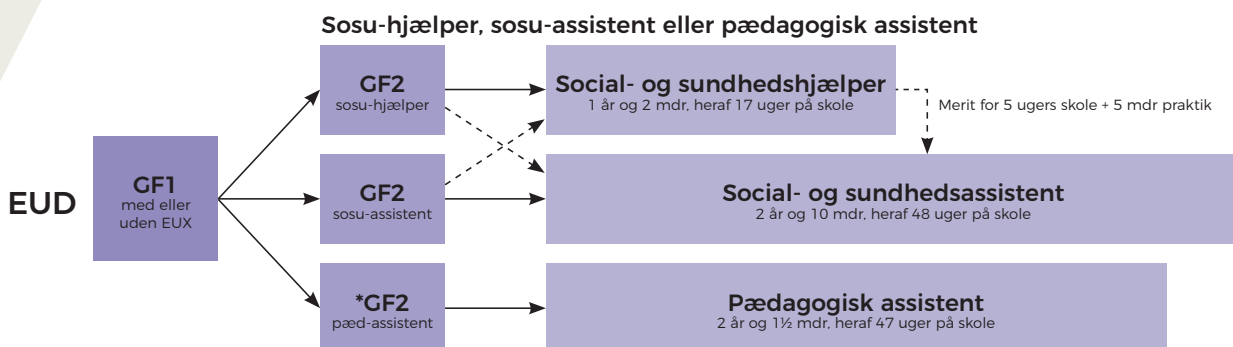 Sosu-hjælper, sosu-assistent eller pædagogisk assistent
EUD
GF1
med eller
uden EUX
GF2
sosu-hjælper
Social- og sundhedshjælper
1 år og 2 mdr, heraf 17 uger på skole
Merit for 5 ugers skole + 5 mdr praktik
GF2
sosu-assistent
Social- og sundhedsassistent
2 år og 10 mdr, heraf 48 uger på skole
*GF2
pæd-assistent
Pædagogisk assistent
2 år og 1½ mdr, heraf 47 uger på skole